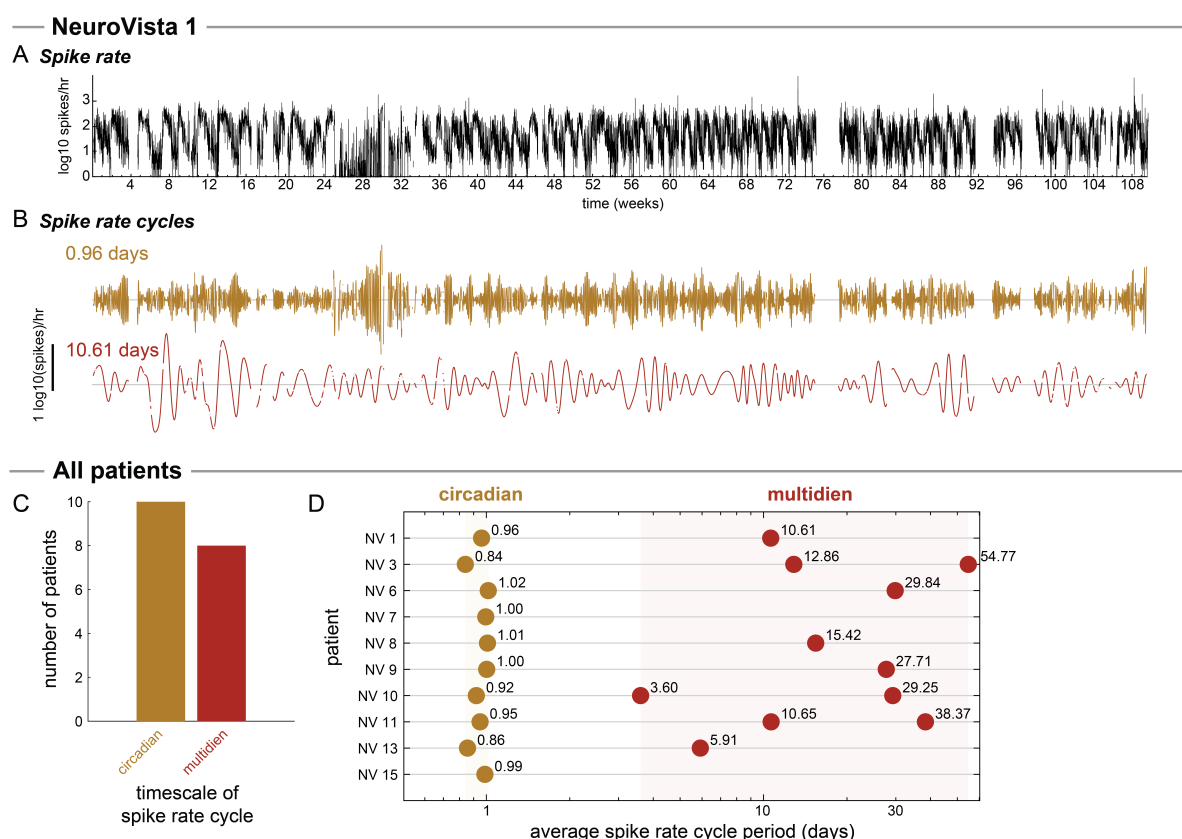 NeuroVista 1
A Spike rate
log10 spikes/hr
3
2
1
0
4 8 12 16 20 24 28 32 36 40 44 48 52 56 60 64 68 72 76 80 84 88 92 96 100 104 108
time (weeks)
B Spike rate cycles
0.96 days
10.61 days
1 log10(spikes)/hr
All patients
C
number of patients
10
8
6
4
2
0
circadian multidien
timescale of
spike rate cycle
D
circadian multidien
patient
NV 1 0.96 10.61
NV 3 0.84 12.86 54.77
NV 6 1.02 29.84
NV 7 1.00
NV 8 1.01 15.42
NV 9 1.00 27.71
NV 10 0.92 3.60 29.25
NV 11 0.95 10.65 38.37
NV 13 0.86 5.91
NV 15 0.99
1 10 30
average spike rate cycle period (days)